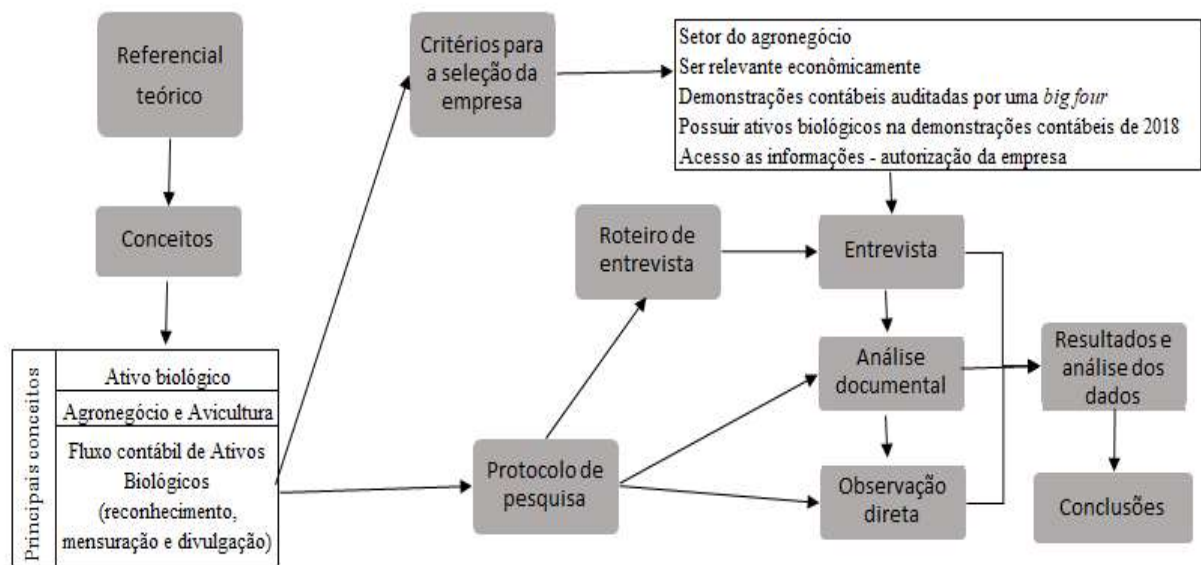 Referencial
teórico
Conceitos
Principais conceitos
Ativo biológico
Agronegócio e Avicultura
Fluxo contábil de Ativos
Biológicos
(reconhecimento,
mensuração e divulgação)
Critérios para
a seleção da
empresa
Setor do agronegócio
Ser relevante econômicamente
Demonstrações contábeis auditadas por uma big four
Possuir ativos biológicos na demonstrações contábeis de 2018
Acesso as informações - autorização da empresa
Protocolo de
pesquisa
Roteiro de
entrevista
Entrevista
Análise
documental
Observação
direta
Resultados e
análise dos
dados
Conclusões